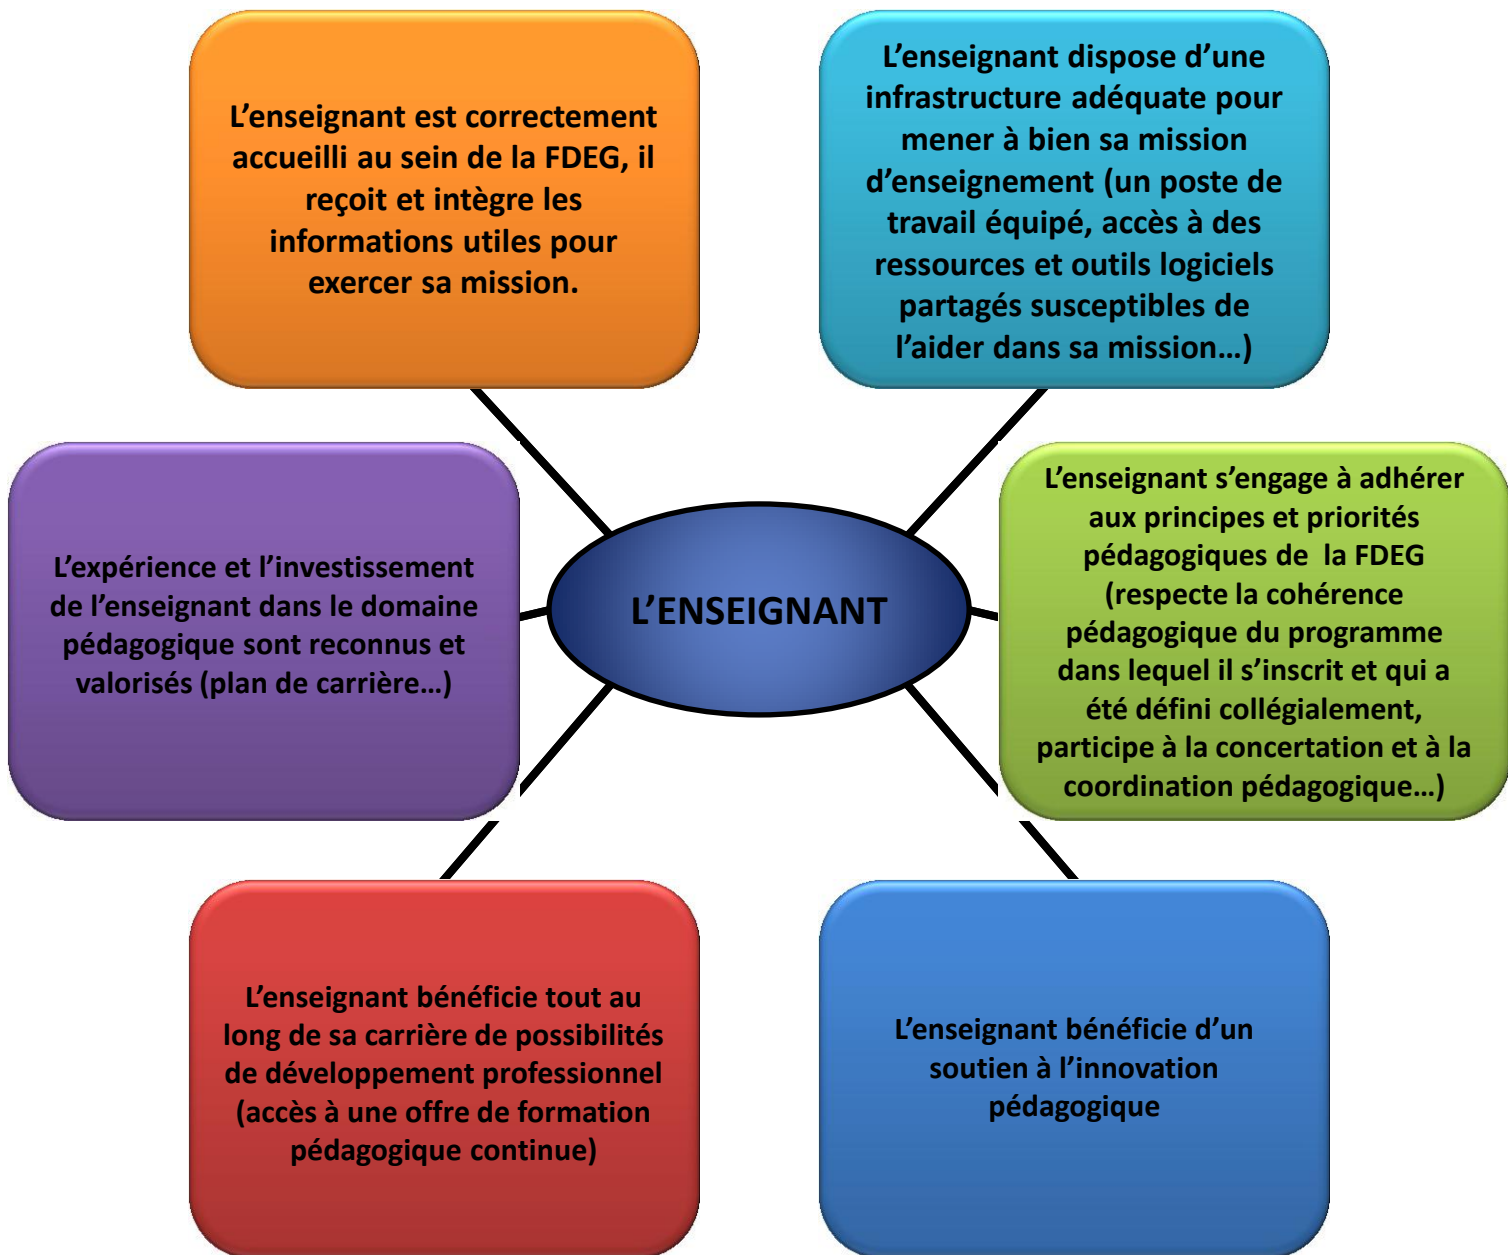 L’enseignant est correctement
accueilli au sein de la FDEG, il
reçoit et intègre les
informations utiles pour
exercer sa mission.
L’enseignant dispose d’une
infrastructure adéquate pour
mener à bien sa mission
d’enseignement (un poste de
travail équipé, accès à des
ressources et outils logiciels
partagés susceptibles de
l’aider dans sa mission…)
L’expérience et l’investissement
de l’enseignant dans le domaine
pédagogique sont reconnus et
valorisés (plan de carrière…)
L’ENSEIGNANT
L’enseignant s’engage à adhérer
aux principes et priorités
pédagogiques de  la FDEG
(respecte la cohérence
pédagogique du programme
dans lequel il s’inscrit et qui a
été défini collégialement,
participe à la concertation et à la
coordination pédagogique…)
L’enseignant bénéficie tout au
long de sa carrière de possibilités
de développement professionnel
(accès à une offre de formation
pédagogique continue)
L’enseignant bénéficie d’un
soutien à l’innovation
pédagogique